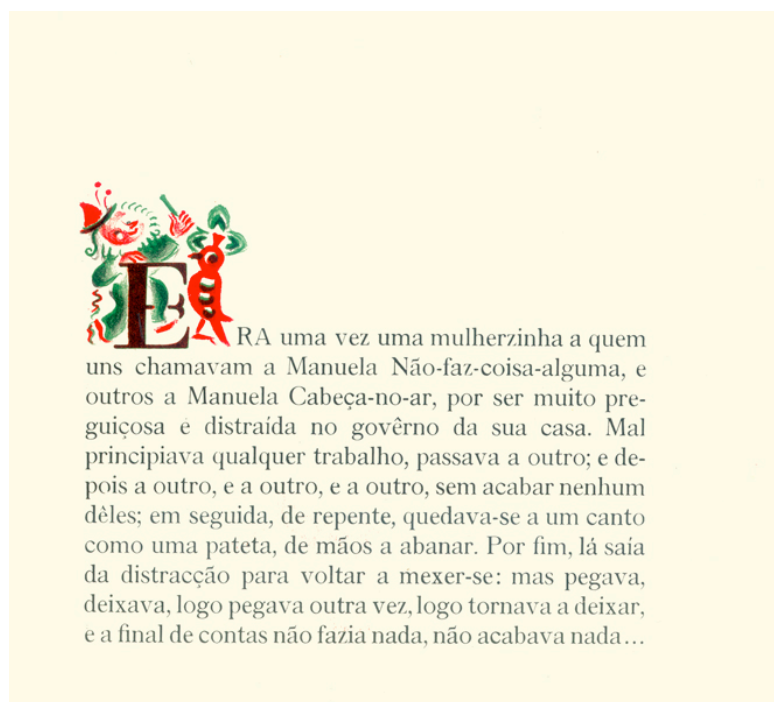 ERA uma vez uma mulherzinha a quem
uns chamavam a Manuela Não-faz-coisa-alguma, e
outros a Manuela Cabeça-no-ar, por ser muito pre-
guiçosa e distraída no govêrno da sua casa. Mal
principiava qualquer trabalho, passava a outro; e de-
pois a outro, e a outro, e a outro, sem acabar nenhum
dêles; em seguida, de repente, quedava-se a um canto
como uma pateta, de mãos a abanar. Por fim, lá saía
da distracção para voltar a mexer-se: mas pegava,
deixava, logo pegava outra vez, logo tornava a deixar,
e a final de contas não fazia nada, não acabava nada...